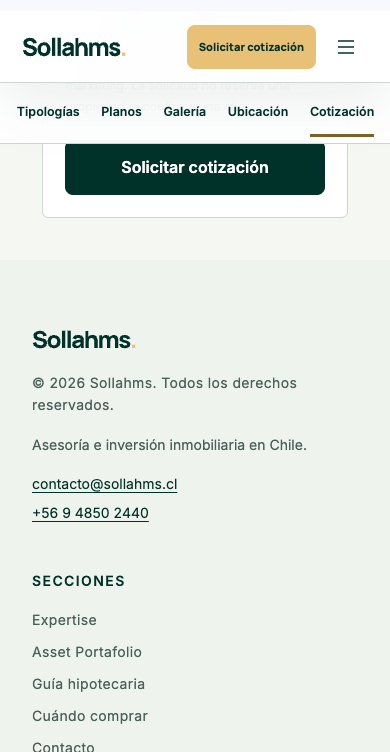 Sollahms.
Solicitar cotización
Tipologías Planos Galería Ubicación Cotización
Solicitar cotización
Sollahms.
© 2026 Sollahms. Todos los derechos
reservados.
Asesoría e inversión inmobiliaria en Chile.
contacto@sollahms.cl
+56 9 4850 2440
SECCIONES
Expertise
Asset Portafolio
Guía hipotecaria
Cuándo comprar
Contacto